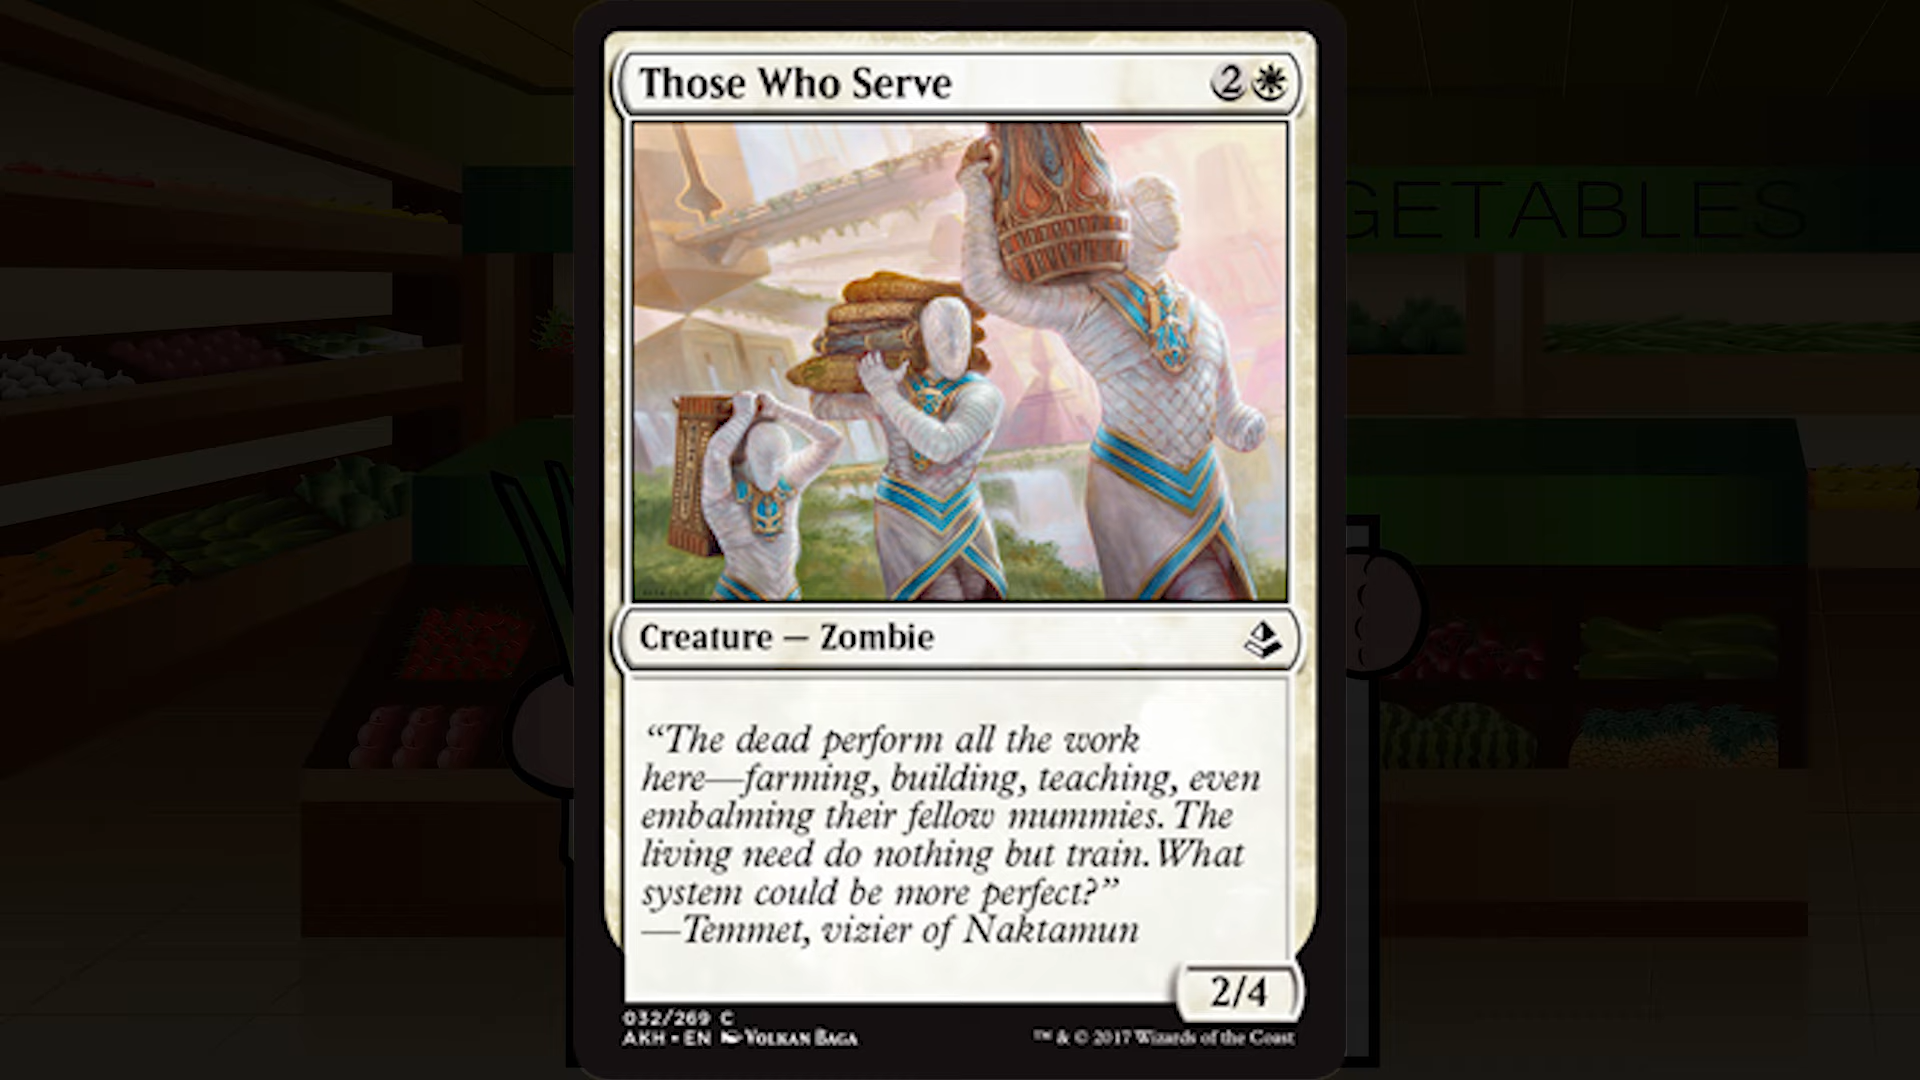 Those Who Serve 2
GETABLES
Creature — Zombie
“The dead perform all the work
here—farming, building, teaching, even
embalming their fellow mummies. The
living need do nothing but train. What
system could be more perfect?”
—Temmet, vizier of Naktamun
2/4
032/269 C
AKH • EN VOLKAN BAGA
™ & © 2017 Wizards of the Coast